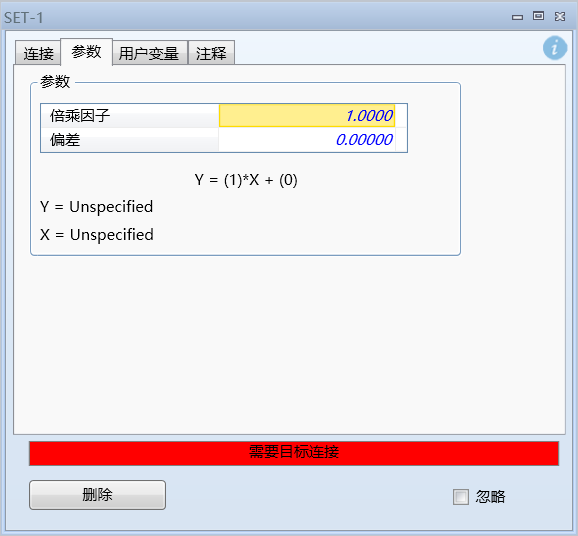 SET-1
连接 参数 用户变量 注释
参数
倍乘因子 1.0000
偏差 0.00000
Y = (1)*X + (0)
Y = Unspecified
X = Unspecified
需要目标连接
删除 忽略